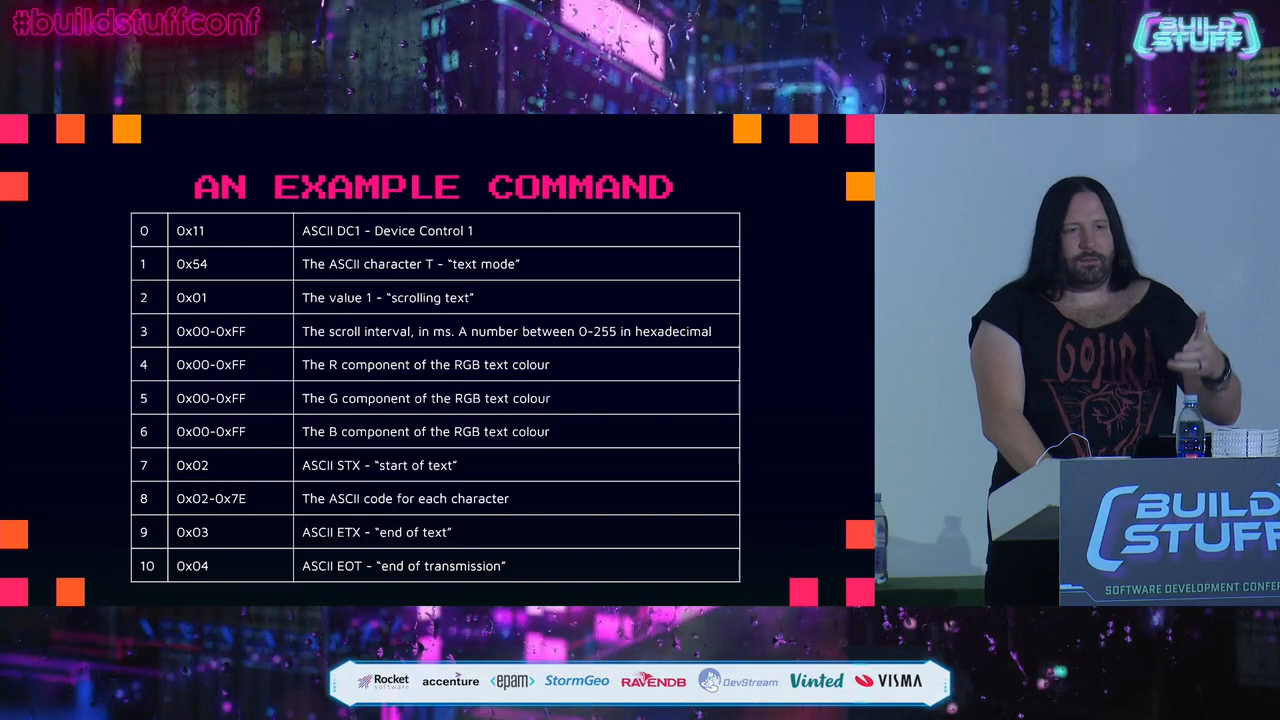 #buildstuffconf
BUILD
STUFF
AN EXAMPLE COMMAND
0 0x11 ASCII DC1 - Device Control 1
1 0x54 The ASCII character T - “text mode”
2 0x01 The value 1 - “scrolling text”
3 0x00-0xFF The scroll interval, in ms. A number between 0-255 in hexadecimal
4 0x00-0xFF The R component of the RGB text colour
5 0x00-0xFF The G component of the RGB text colour
6 0x00-0xFF The B component of the RGB text colour
7 0x02 ASCII STX - “start of text”
8 0x02-0x7E The ASCII code for each character
9 0x03 ASCII ETX - “end of text”
10 0x04 ASCII EOT - “end of transmission”
GOJIRA
BUILD
STUFF
SOFTWARE DEVELOPMENT CONFE
Rocket
software
accenture
<epam>
StormGeo
RAVENDB
DevStream
Vinted
VISMA